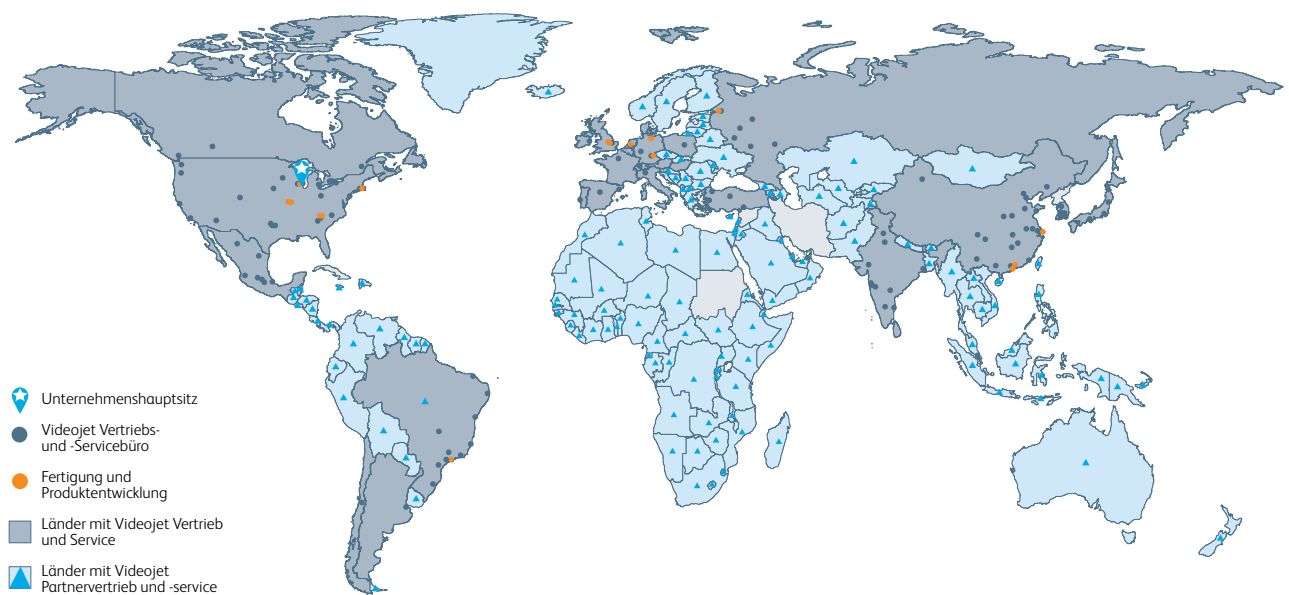 Unternehmenshauptsitz
Videojet Vertriebs-
und -Servicebüro
Fertigung und
Produktentwicklung
Länder mit Videojet Vertrieb
und Service
Länder mit Videojet
Partnervertrieb und -service